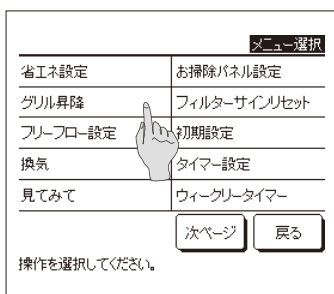 メニュー選択
省エネ設定 お掃除パネル設定
グリル昇降 フィルターサインリセット
フリーフロー設定 初期設定
換気 タイマー設定
見てみて ウィークリータイマー
次ページ 戻る
操作を選択してください。